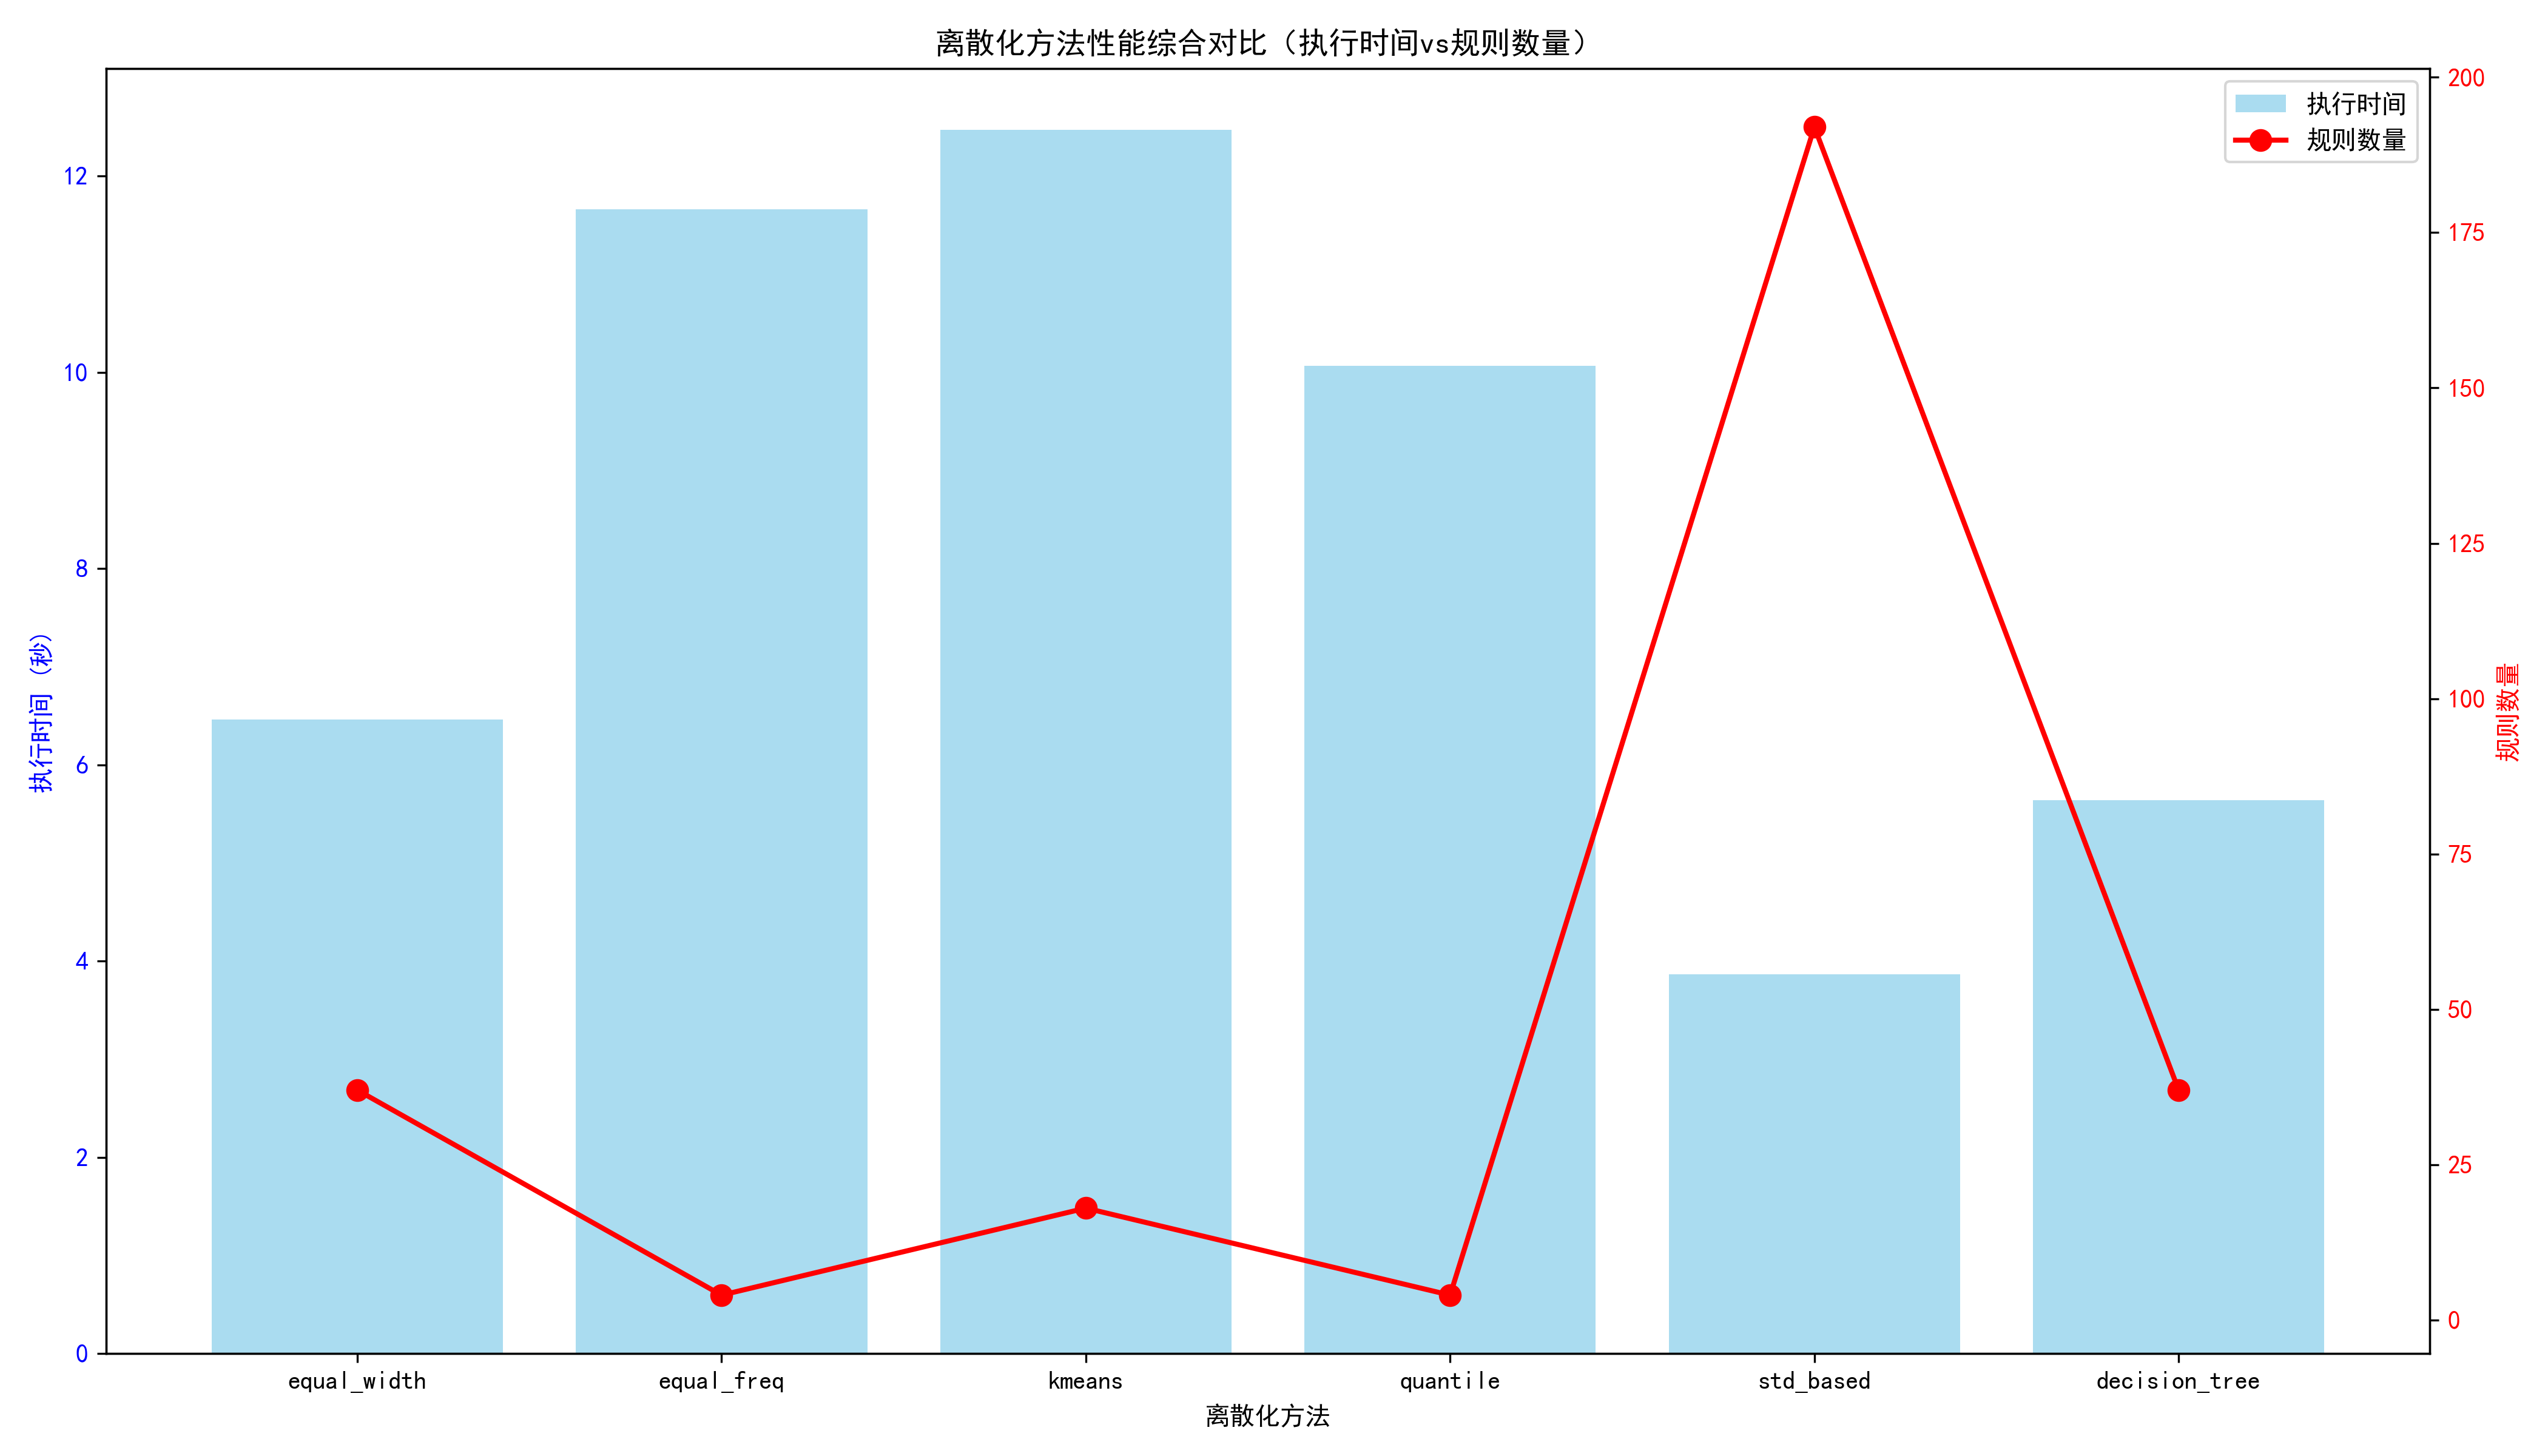 离散化方法性能综合对比（执行时间vs规则数量）
执行时间
规则数量
执行时间 (秒)
12
10
8
6
4
2
0
200
175
150
125
100
75
50
25
0
规则数量
equal_width
equal_freq
kmeans
quantile
std_based
decision_tree
离散化方法